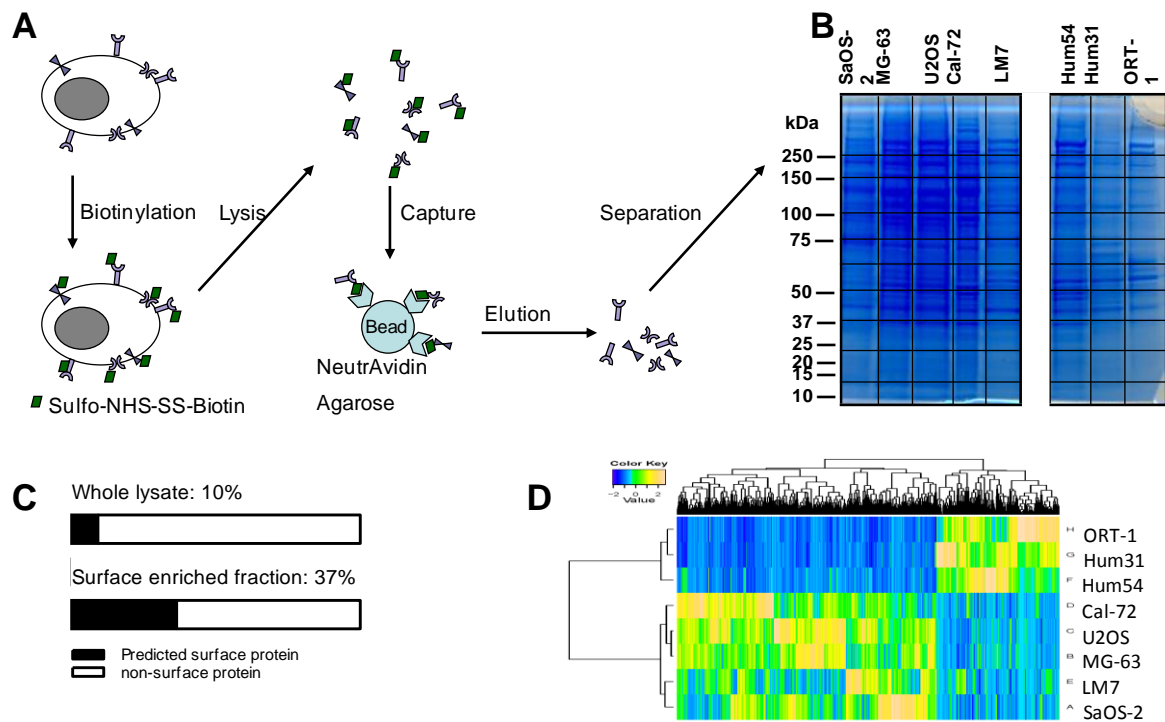 A
Biotinylation
Lysis
Capture
Bead
NeutrAvidin
Agarose
Elution
Separation
Sulfo-NHS-SS-Biotin
B
SaOS-
2
MG-63
U2OS
Cal-72
LM7
Hum54
Hum31
ORT-
1
kDa
250
150
100
75
50
37
25
20
15
10
C
Whole lysate: 10%
Surface enriched fraction: 37%
Predicted surface protein
non-surface protein
D
Color Key
-2 0 2
Value
H ORT-1
G Hum31
F Hum54
D Cal-72
C U2OS
B MG-63
E LM7
A SaOS-2